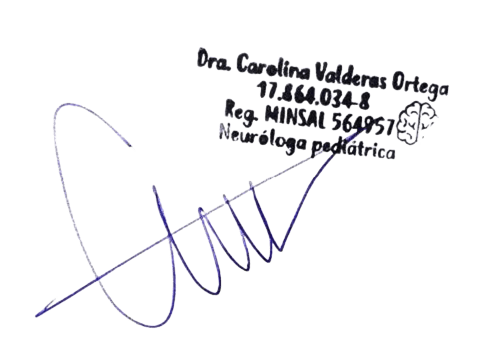 Dra. Carolina Valderas Ortega
17.864.034-8
Reg. MINSAL 564957
Neuróloga pediátrica